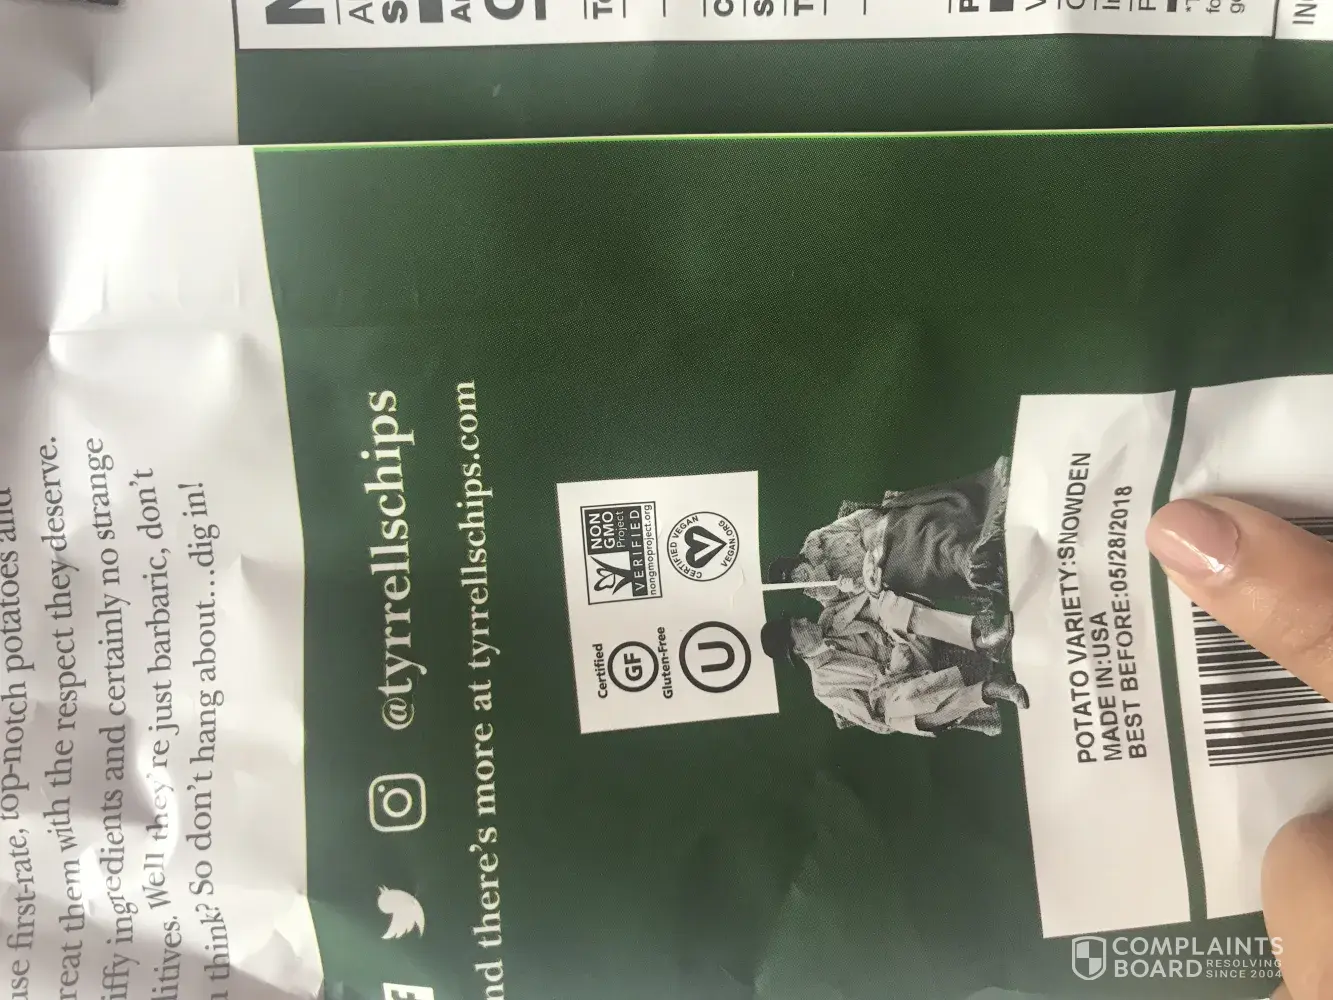 use first-rate, top-notch potatoes and
treat them with the respect they deserve.
iffy ingredients and certainly no strange
ditives. Well they're just barbaric, don't
think? So don't hang about...dig in!
@tyrrellschips
nd there's more at tyrrellschips.com
Certified
GF
Gluten-Free
NON
GMO
Project
VERIFIED
nongmoproject.org
U
CERTIFIED VEGAN
V
VEGAN.ORG
POTATO VARIETY:SNOWDEN
MADE IN:USA
BEST BEFORE:05/28/2018
COMPLAINTS
BOARD
RESOLVING
SINCE 2004